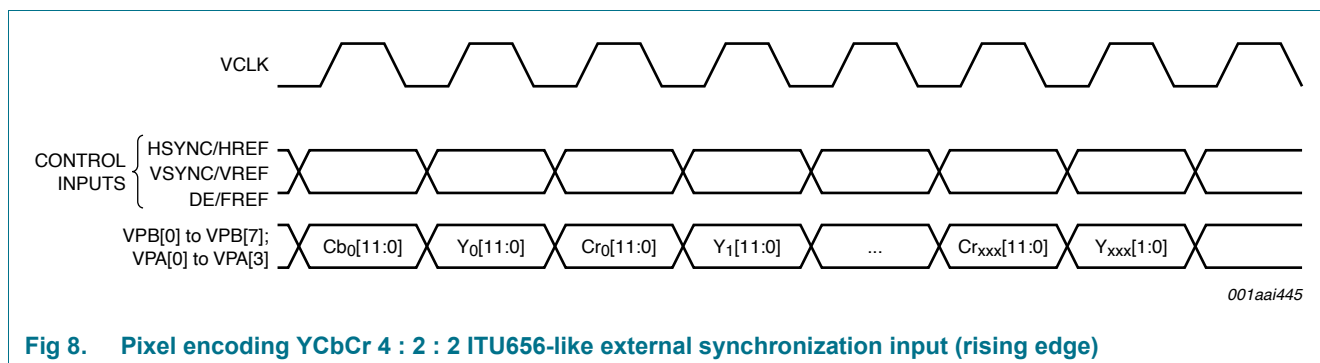 VCLK
CONTROL INPUTS
HSYNC/HREF
VSYNC/VREF
DE/FREF
VPB[0] to VPB[7];
VPA[0] to VPA[3]
Cb0[11:0] Y0[11:0] Cr0[11:0] Y1[11:0] ... Crxxx[11:0] Yxxx[1:0]
001aai445
Fig 8. Pixel encoding YCbCr 4 : 2 : 2 ITU656-like external synchronization input (rising edge)